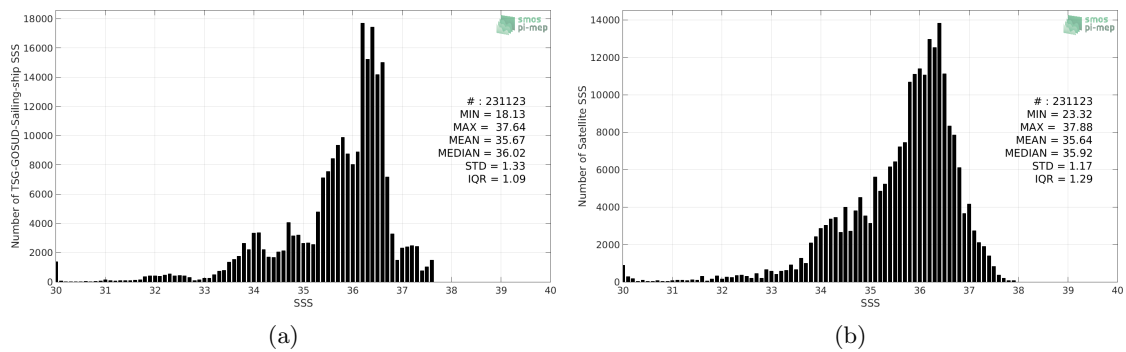 18000
16000
14000
12000
10000
8000
6000
4000
2000
0
30 31 32 33 34 35 36 37 38 39 40
SSS
Number of TSG-GOSUD-Sailing-ship SSS
smos
pi-mep
# : 231123
MIN = 18.13
MAX = 37.64
MEAN = 35.67
MEDIAN = 36.02
STD = 1.33
IQR = 1.09
(a)
14000
12000
10000
8000
6000
4000
2000
0
30 31 32 33 34 35 36 37 38 39 40
SSS
Number of Satellite SSS
smos
pi-mep
# : 231123
MIN = 23.32
MAX = 37.88
MEAN = 35.64
MEDIAN = 35.92
STD = 1.17
IQR = 1.29
(b)